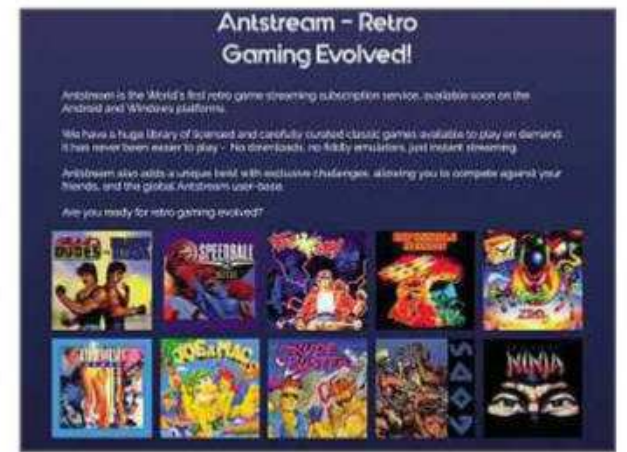 Antstream - Retro
Gaming Evolved!
Antstream is the World's first retro game streaming subscription service, available soon on the
Android and Windows platforms.
We have a huge library of licensed and carefully curated classic games available to play on demand.
It has never been easier to play - No downloads, no fiddly emulators, just instant streaming.
Antstream also adds a unique twist with exclusive challenges, allowing you to compete against your
friends, and the global Antstream user-base.
Are you ready for retro gaming evolved?
DUDES
SPEEDBALL
ZOOL
JOE & MAC
CHAOS
NINJA